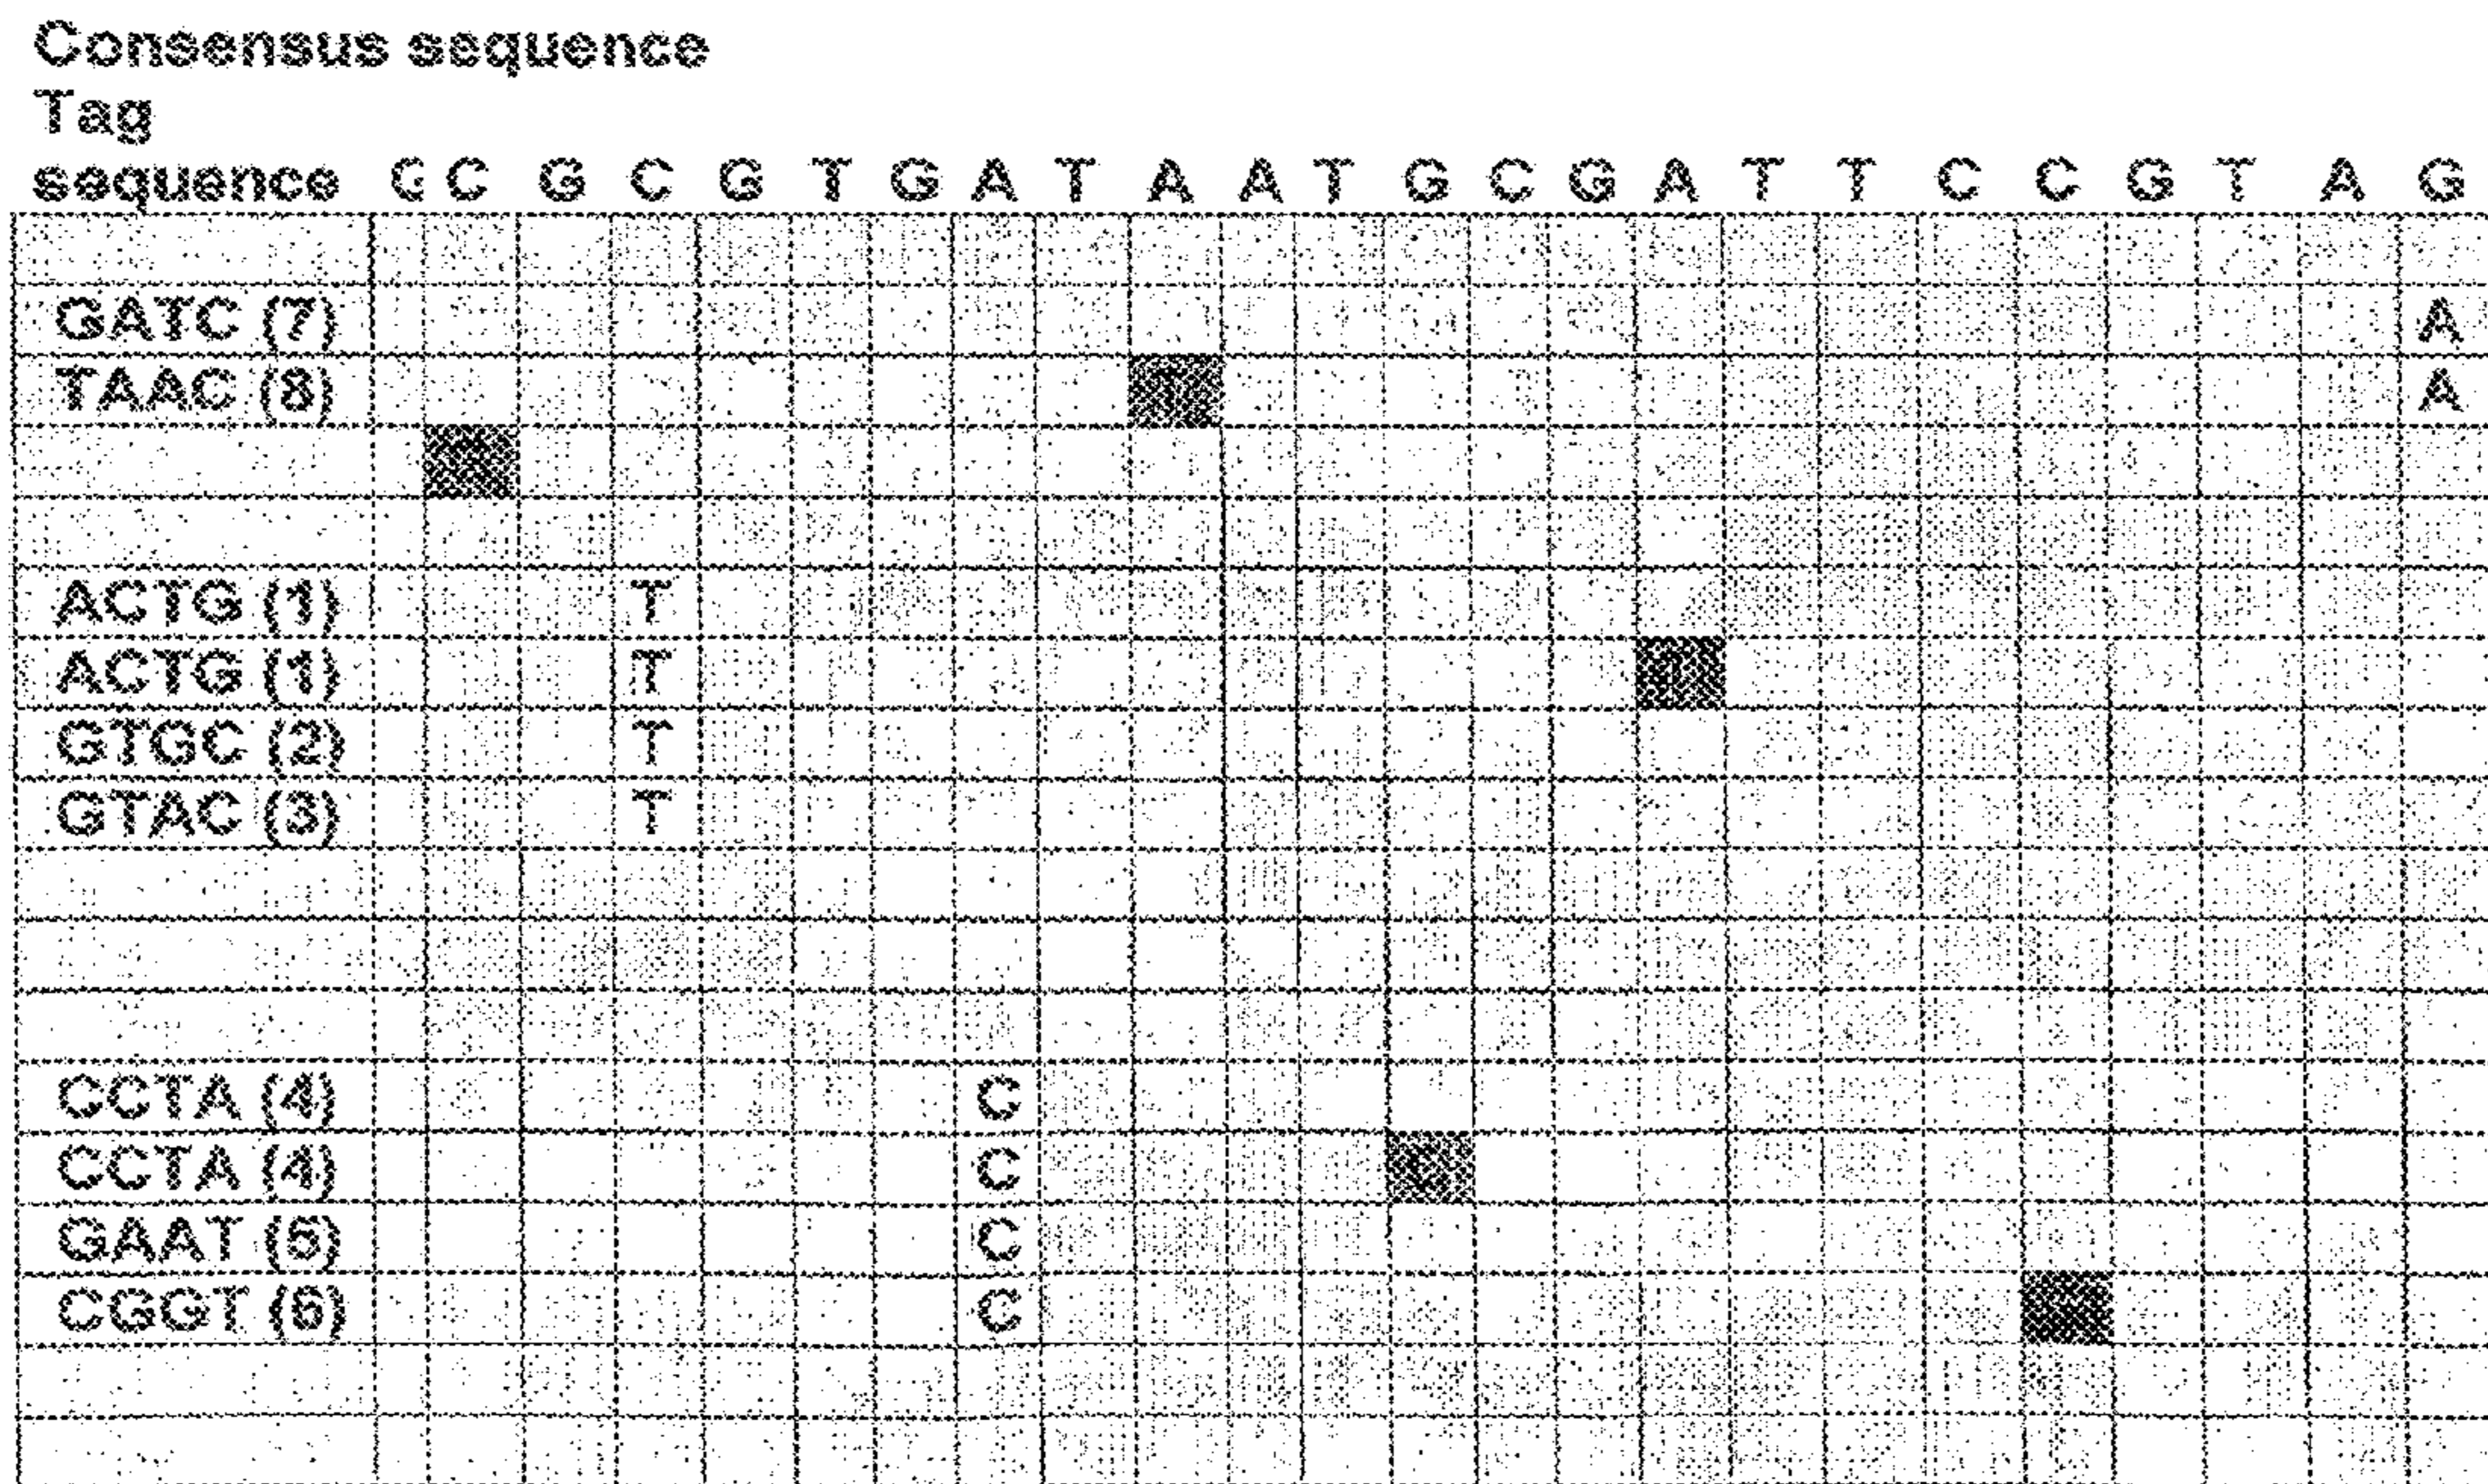 Consensus sequence
Tag
sequence G C G C G T G A T A A T G C G A T T C C G T A G
GATC (7) A
TAAC (8) A
ACTG (1) T
ACTG (1) T
GTGC (2) T
GTAC (3) T
CCTA (4) C
CCTA (4) C
GAAT (5) C
CGGT (6) C